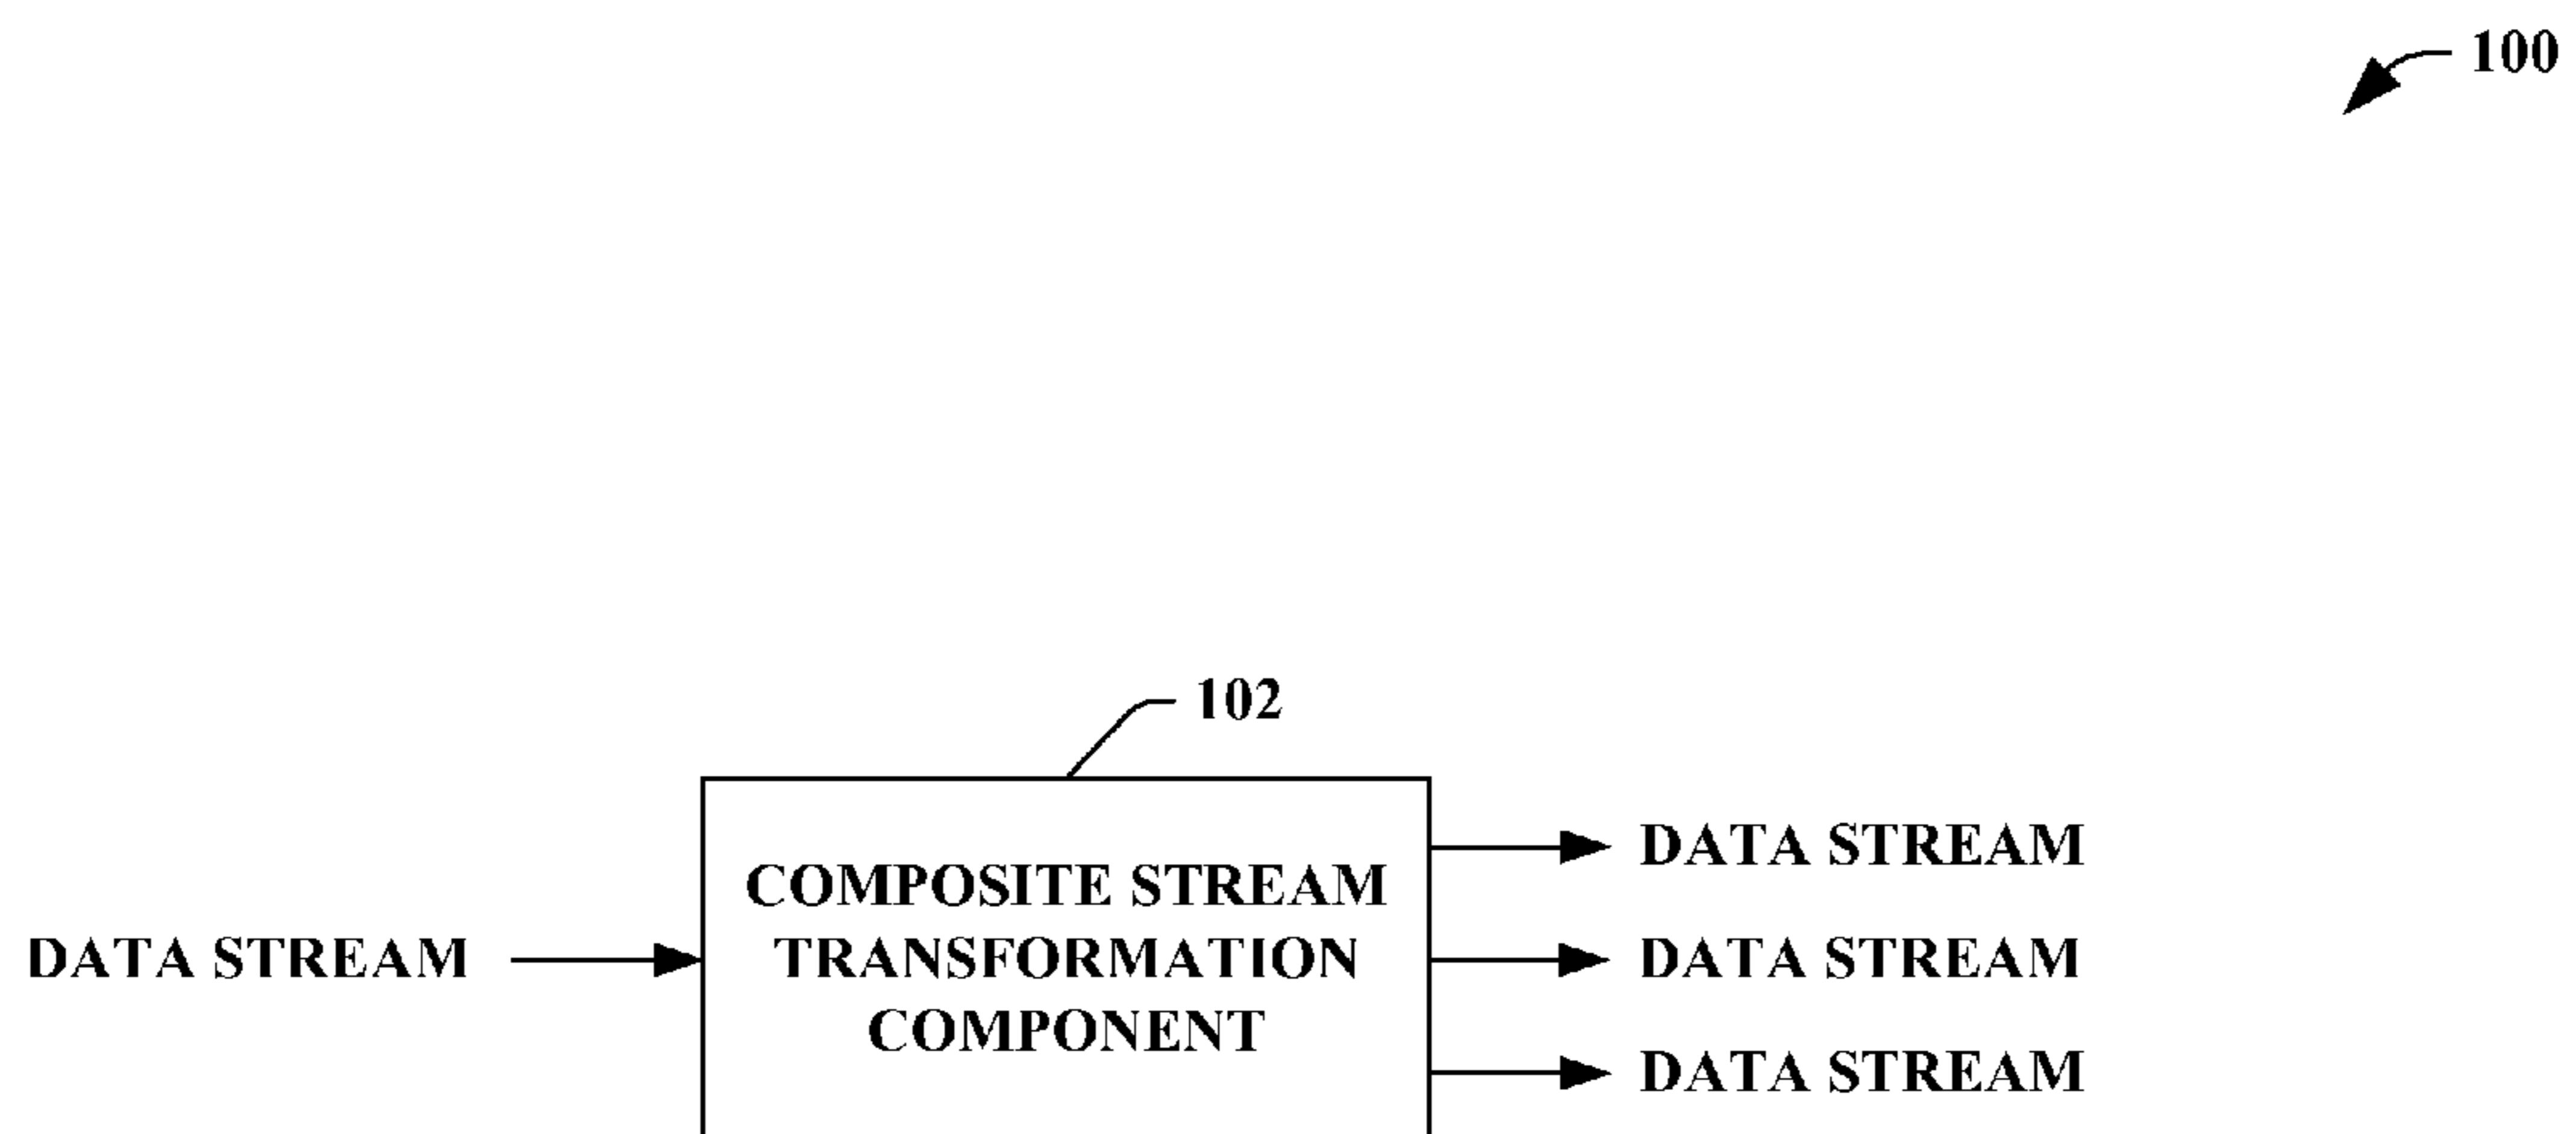 100
102
DATA STREAM
COMPOSITE STREAM
TRANSFORMATION
COMPONENT
DATA STREAM
DATA STREAM
DATA STREAM